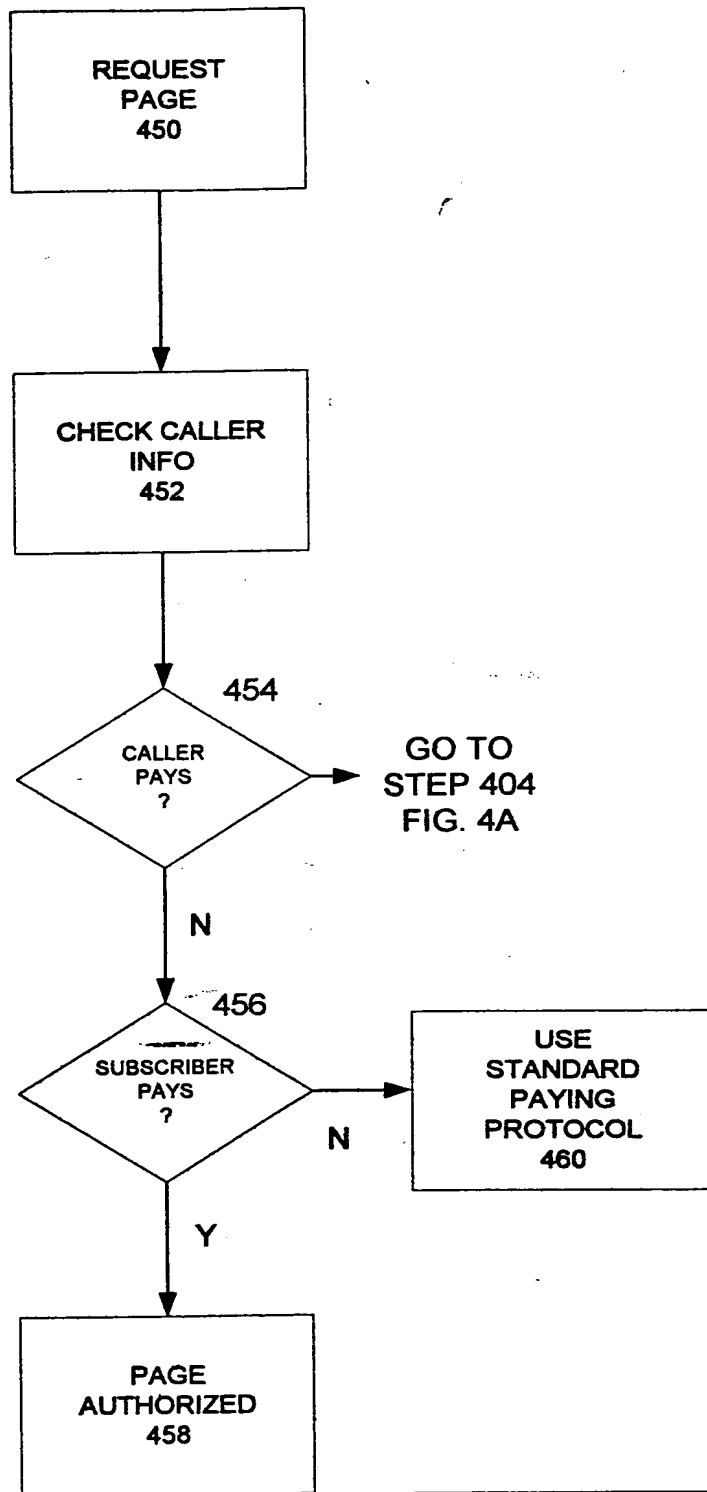 REQUEST
PAGE
450
CHECK CALLER
INFO
452
454
CALLER
PAYS
?
GO TO
STEP 404
FIG. 4A
N
456
SUBSCRIBER
PAYS
?
N
USE
STANDARD
PAYING
PROTOCOL
460
Y
PAGE
AUTHORIZED
458